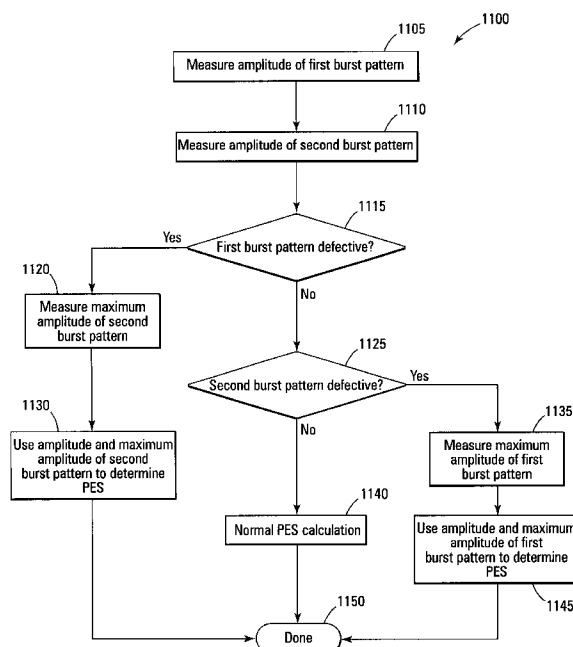 1105
1100
Measure amplitude of first burst pattern
1110
Measure amplitude of second burst pattern
1115
Yes
First burst pattern defective?
1120
No
Measure maximum
amplitude of second
burst pattern
1125
Second burst pattern defective?
Yes
1130
1135
No
Use amplitude and maximum
amplitude of second
burst pattern to determine
PES
Measure maximum
amplitude of first
burst pattern
1140
Normal PES calculation
Use amplitude and maximum
amplitude of first
burst pattern to determine
PES
1150
1145
Done